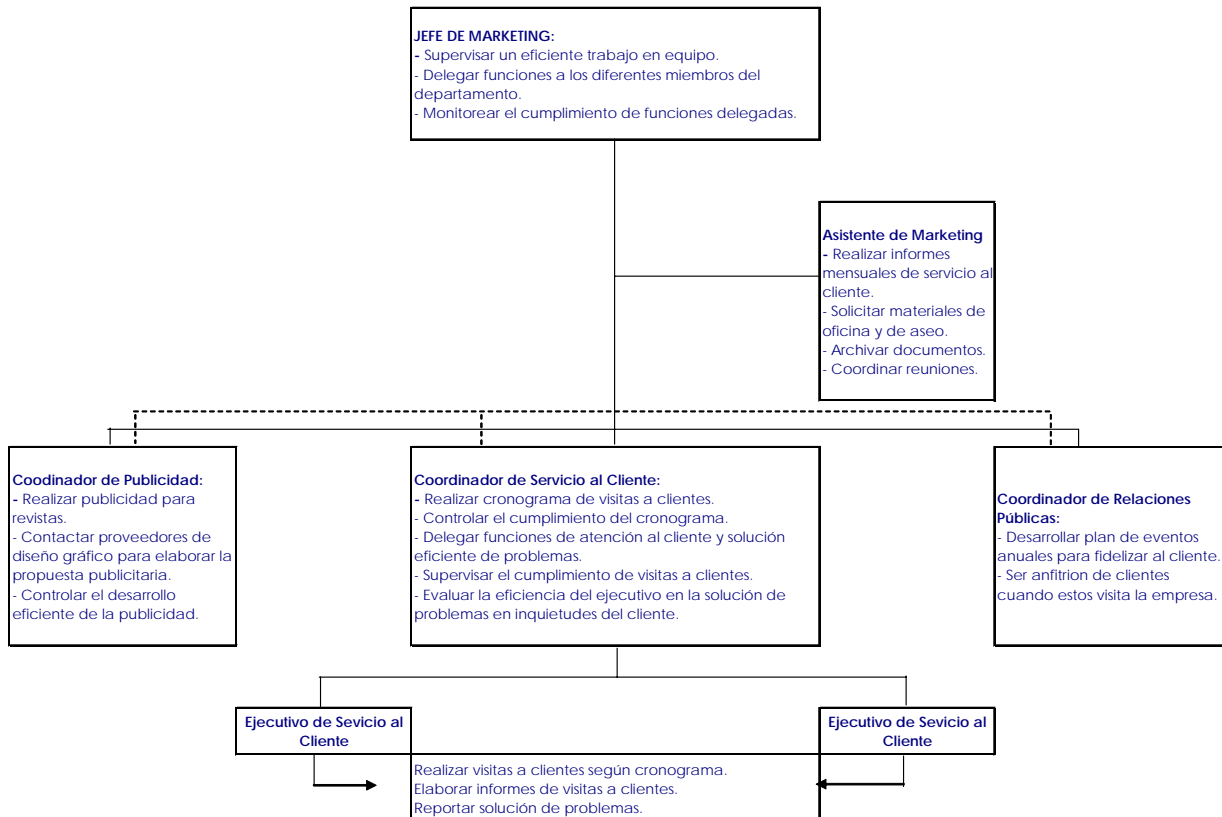 JEFE DE MARKETING:
- Supervisar un eficiente trabajo en equipo.
- Delegar funciones a los diferentes miembros del
departamento.
- Monitorear el cumplimiento de funciones delegadas.
Asistente de Marketing
- Realizar informes
mensuales de servicio al
cliente.
- Solicitar materiales de
oficina y de aseo.
- Archivar documentos.
- Coordinar reuniones.
Coodinador de Publicidad:
- Realizar publicidad para
revistas.
- Contactar proveedores de
diseño gráfico para elaborar la
propuesta publicitaria.
- Controlar el desarrollo
eficiente de la publicidad.
Coordinador de Servicio al Cliente:
- Realizar cronograma de visitas a clientes.
- Controlar el cumplimiento del cronograma.
- Delegar funciones de atención al cliente y solución
eficiente de problemas.
- Supervisar el cumplimiento de visitas a clientes.
- Evaluar la eficiencia del ejecutivo en la solución de
problemas en inquietudes del cliente.
Coordinador de Relaciones
Públicas:
- Desarrollar plan de eventos
anuales para fidelizar al cliente.
- Ser anfitrion de clientes
cuando estos visita la empresa.
Ejecutivo de Sevicio al
Cliente
Ejecutivo de Sevicio al
Cliente
Realizar visitas a clientes según cronograma.
Elaborar informes de visitas a clientes.
Reportar solución de problemas.